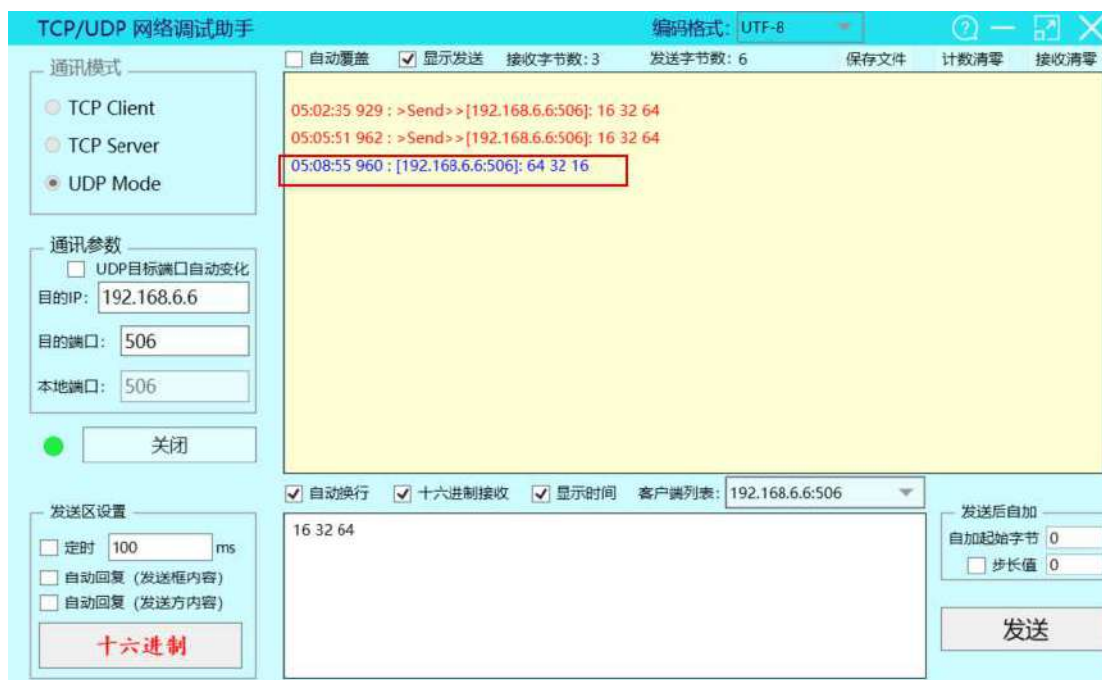 TCP/UDP 网络调试助手 编码格式: UTF-8
自动覆盖 显示发送 接收字节数: 3 发送字节数: 6 保存文件 计数清零 接收清零
通讯模式
TCP Client
TCP Server
UDP Mode
05:02:35 929 : >Send>>[192.168.6.6:506]: 16 32 64
05:05:51 962 : >Send>>[192.168.6.6:506]: 16 32 64
05:08:55 960 : [192.168.6.6:506]: 64 32 16
通讯参数
UDP目标端口自动变化
目的IP: 192.168.6.6
目的端口: 506
本地端口: 506
关闭
自动换行 十六进制接收 显示时间 客户端列表: 192.168.6.6:506
16 32 64
发送区设置
定时 100 ms
自动回复 (发送框内容)
自动回复 (发送方内容)
十六进制
发送后自加
自加起始字节 0
步长值 0
发送